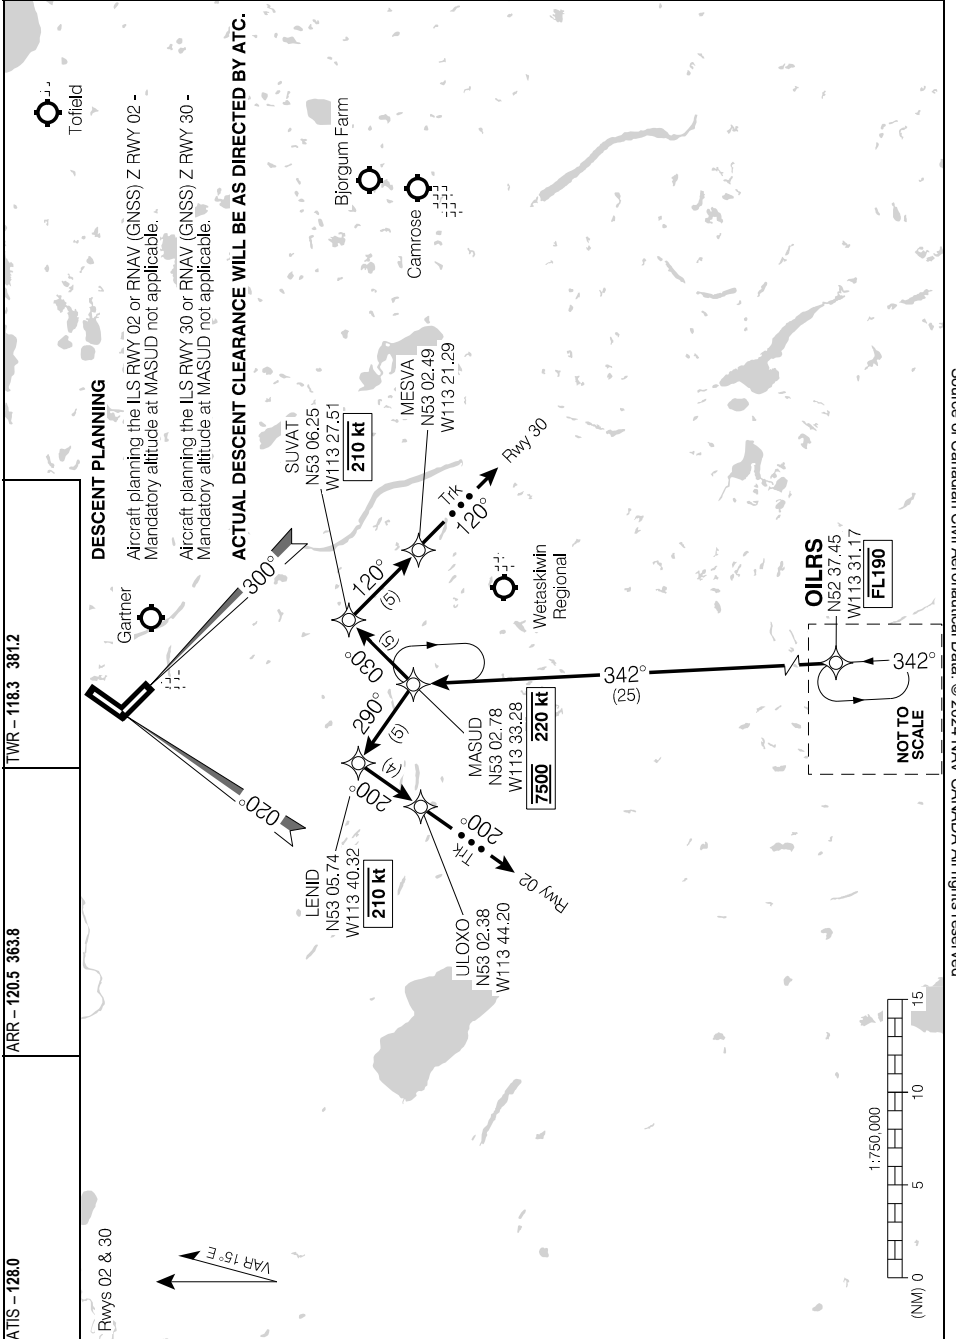 ATIS – 128.0
ARR – 120.5 363.8
TWR – 118.3 381.2
Rwys 02 & 30
VAR 15° E
DESCENT PLANNING
Aircraft planning the ILS RWY 02 or RNAV (GNSS) Z RWY 02 -
Mandatory altitude at MASUD not applicable.
Aircraft planning the ILS RWY 30 or RNAV (GNSS) Z RWY 30 -
Mandatory altitude at MASUD not applicable.
ACTUAL DESCENT CLEARANCE WILL BE AS DIRECTED BY ATC.
Tofield
Gartner
Bjorgum Farm
Camrose
Wetaskiwin
Regional
020°
300°
LENID
N53 05.74
W113 40.32
210 kt
SUVAT
N53 06.25
W113 27.51
210 kt
MESVA
N53 02.49
W113 21.29
ULOXO
N53 02.38
W113 44.20
MASUD
N53 02.78
W113 33.28
7500 220 kt
290°
(5)
030°
(5)
200°
(4)
120°
(5)
Trk
200°
Rwy 02
Trk
120°
Rwy 30
342°
(25)
OILRS
N52 37.45
W113 31.17
FL190
342°
NOT TO
SCALE
1:750,000
(NM) 0 5 10 15
Source of Canadian Civil Aeronautical Data: © 2024 NAV CANADA All rights reserved